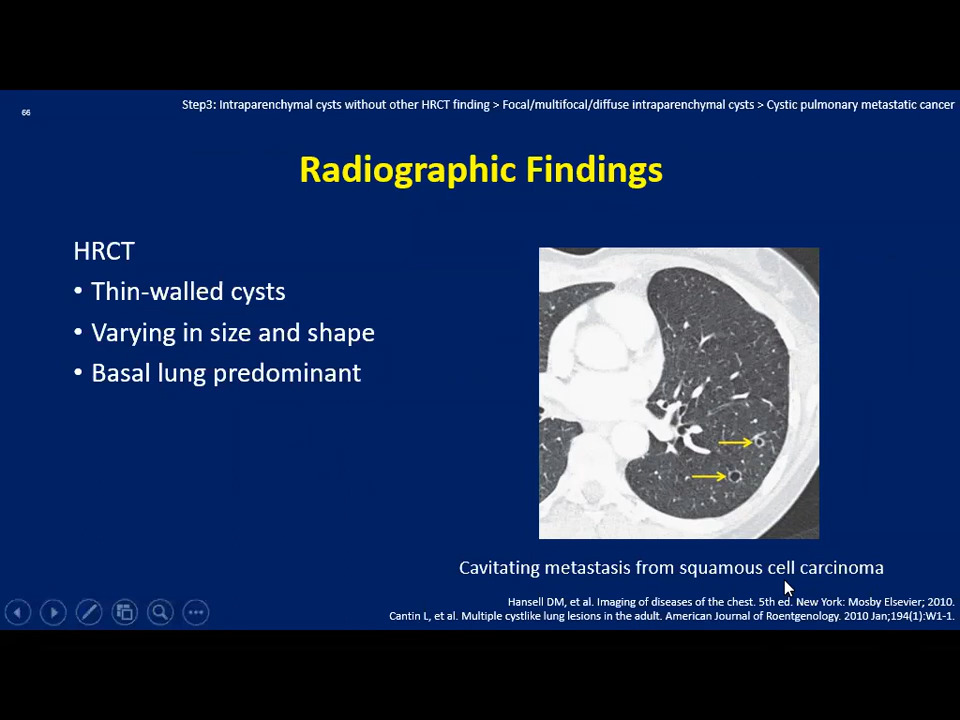 66
Step3: Intraparenchymal cysts without other HRCT finding > Focal/multifocal/diffuse intraparenchymal cysts > Cystic pulmonary metastatic cancer
Radiographic Findings
HRCT
• Thin-walled cysts
• Varying in size and shape
• Basal lung predominant
Cavitating metastasis from squamous cell carcinoma
Hansell DM, et al. Imaging of diseases of the chest. 5th ed. New York: Mosby Elsevier; 2010.
Cantin L, et al. Multiple cystlike lung lesions in the adult. American Journal of Roentgenology. 2010 Jan;194(1):W1-1.